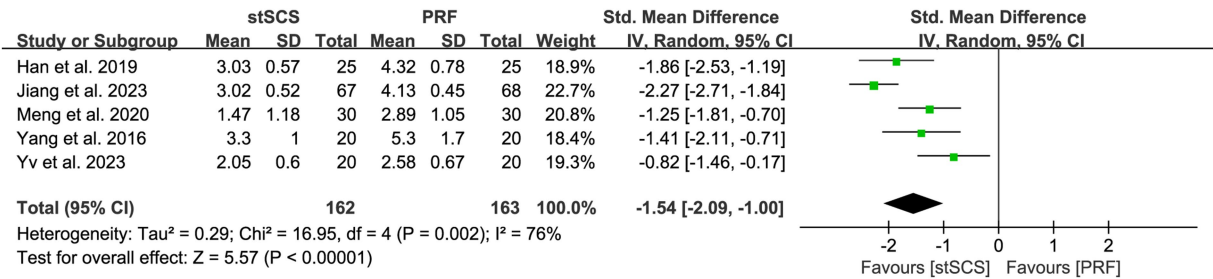 stSCS PRF Std. Mean Difference Std. Mean Difference
Study or Subgroup Mean SD Total Mean SD Total Weight IV, Random, 95% CI IV, Random, 95% CI
Han et al. 2019 3.03 0.57 25 4.32 0.78 25 18.9% -1.86 [-2.53, -1.19]
Jiang et al. 2023 3.02 0.52 67 4.13 0.45 68 22.7% -2.27 [-2.71, -1.84]
Meng et al. 2020 1.47 1.18 30 2.89 1.05 30 20.8% -1.25 [-1.81, -0.70]
Yang et al. 2016 3.3 1 20 5.3 1.7 20 18.4% -1.41 [-2.11, -0.71]
Yv et al. 2023 2.05 0.6 20 2.58 0.67 20 19.3% -0.82 [-1.46, -0.17]
Total (95% CI) 162 163 100.0% -1.54 [-2.09, -1.00]
Heterogeneity: Tau² = 0.29; Chi² = 16.95, df = 4 (P = 0.002); I² = 76%
Test for overall effect: Z = 5.57 (P < 0.00001)
-2 -1 0 1 2
Favours [stSCS] Favours [PRF]